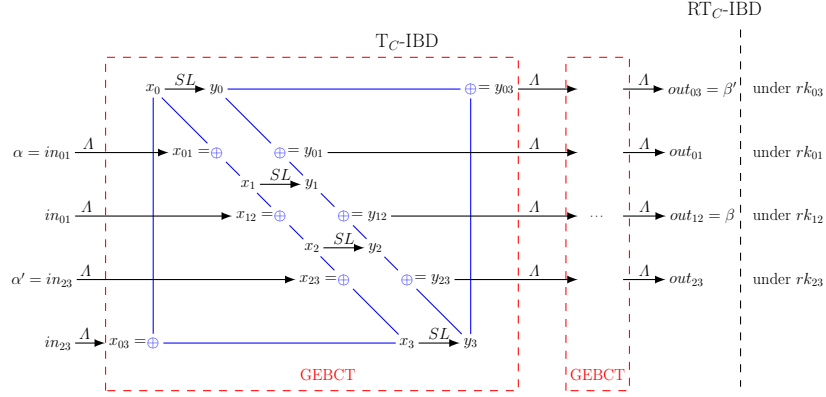 RT_C-IBD
T_C-IBD
x_0 SL y_0 ⊕ = y_03 Λ Λ out_03 = β′ under rk_03
α = in_01 Λ x_01 = ⊕ ⊕ = y_01 Λ Λ out_01 under rk_01
x_1 SL y_1
in_01 Λ x_12 = ⊕ ⊕ = y_12 Λ ... Λ out_12 = β under rk_12
x_2 SL y_2
α′ = in_23 Λ x_23 = ⊕ ⊕ = y_23 Λ Λ out_23 under rk_23
in_23 Λ x_03 = ⊕ x_3 SL y_3
GEBCT GEBCT